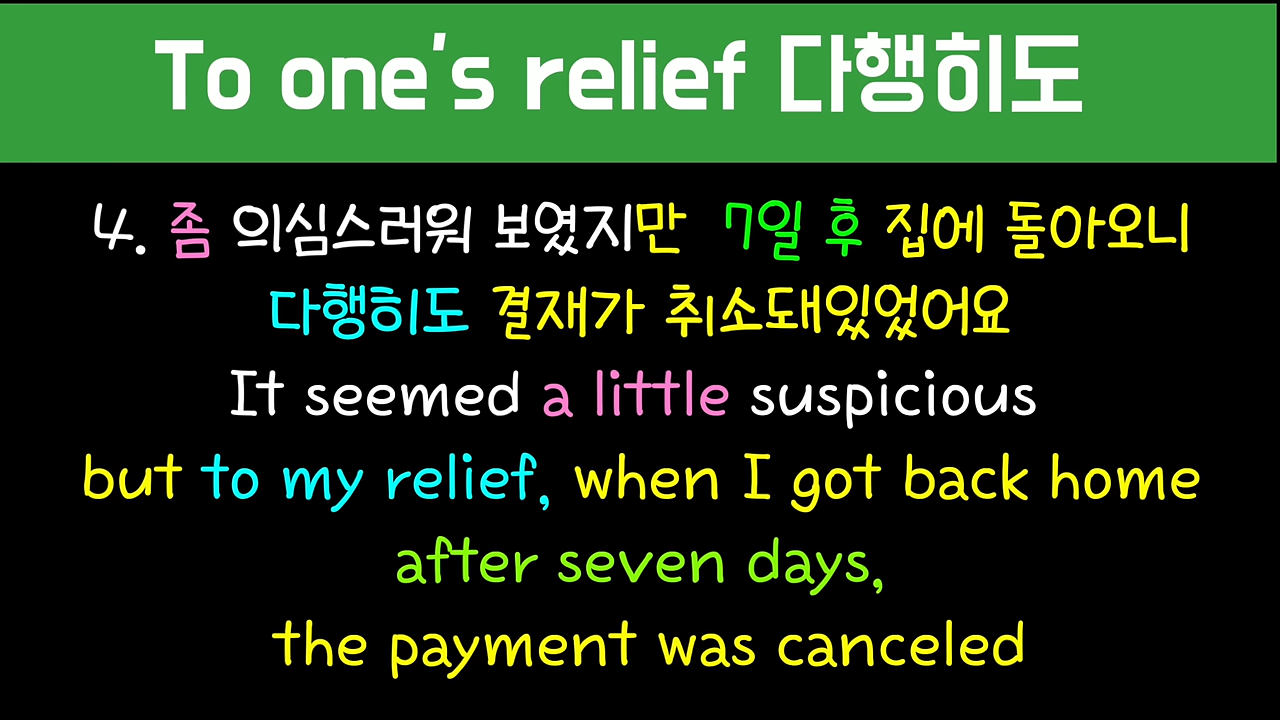 To one's relief 다행히도
4. 좀 의심스러워 보였지만 7일 후 집에 돌아오니
다행히도 결재가 취소돼있었어요
It seemed a little suspicious
but to my relief, when I got back home
after seven days,
the payment was canceled